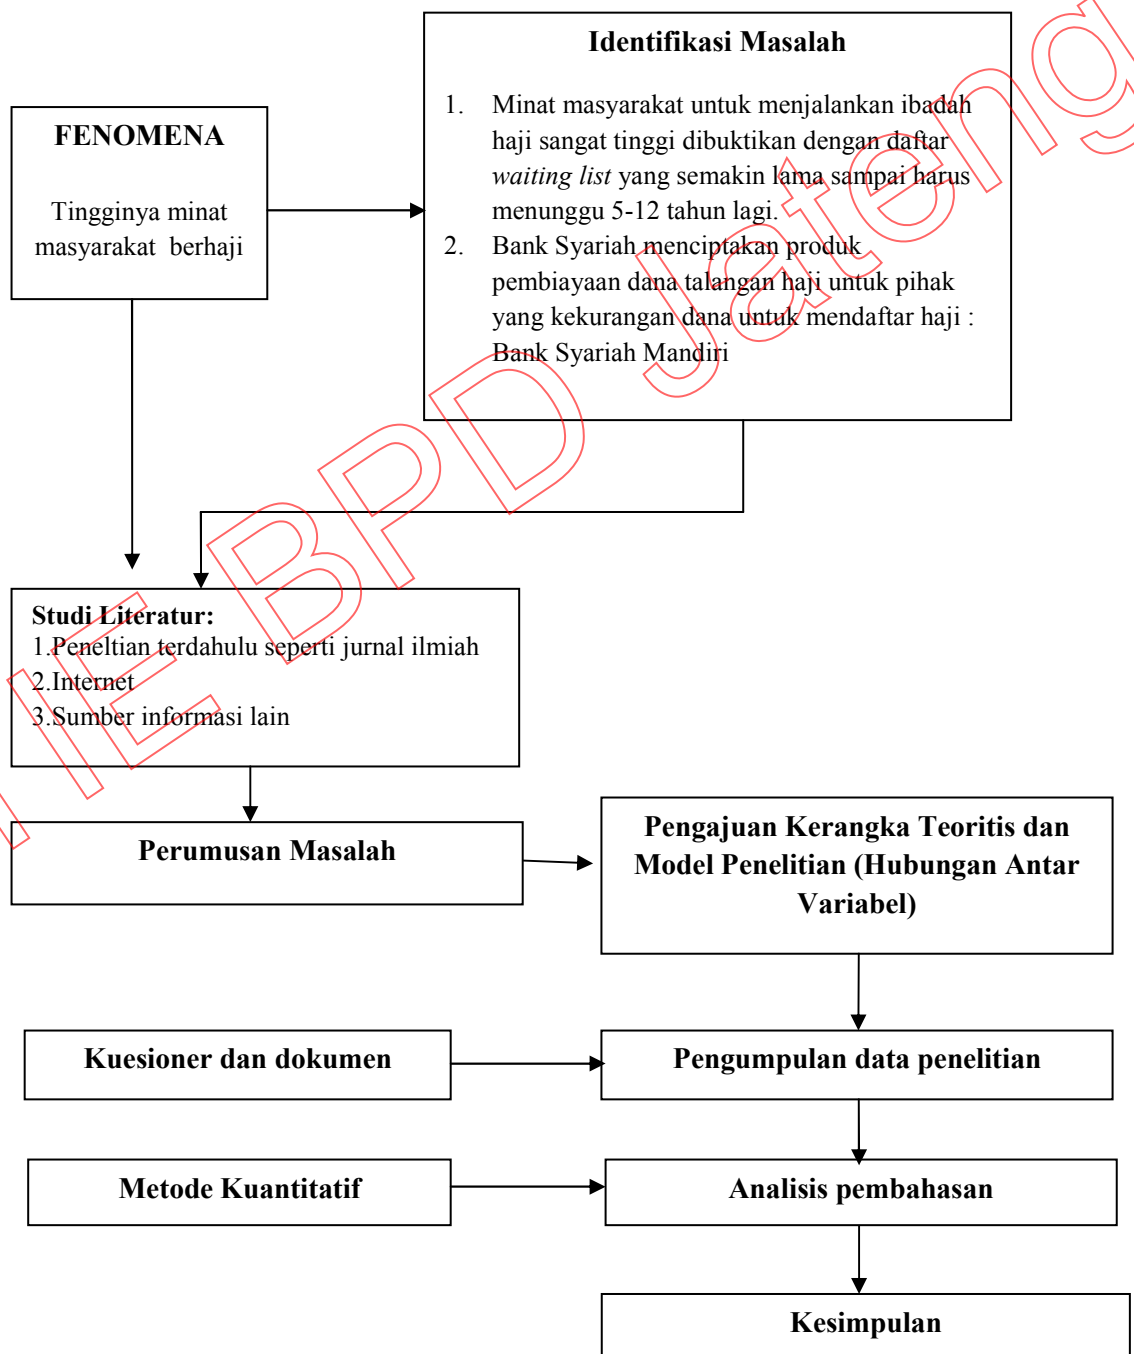 Identifikasi Masalah
1. Minat masyarakat untuk menjalankan ibadah
haji sangat tinggi dibuktikan dengan daftar
waiting list yang semakin lama sampai harus
menunggu 5-12 tahun lagi.
2. Bank Syariah menciptakan produk
pembiayaan dana talangan haji untuk pihak
yang kekurangan dana untuk mendaftar haji :
Bank Syariah Mandiri
FENOMENA
Tingginya minat
masyarakat berhaji
Studi Literatur:
1.Peneltian terdahulu seperti jurnal ilmiah
2.Internet
3.Sumber informasi lain
Perumusan Masalah
Pengajuan Kerangka Teoritis dan
Model Penelitian (Hubungan Antar
Variabel)
Kuesioner dan dokumen
Pengumpulan data penelitian
Metode Kuantitatif
Analisis pembahasan
Kesimpulan
IE BPD Jateng